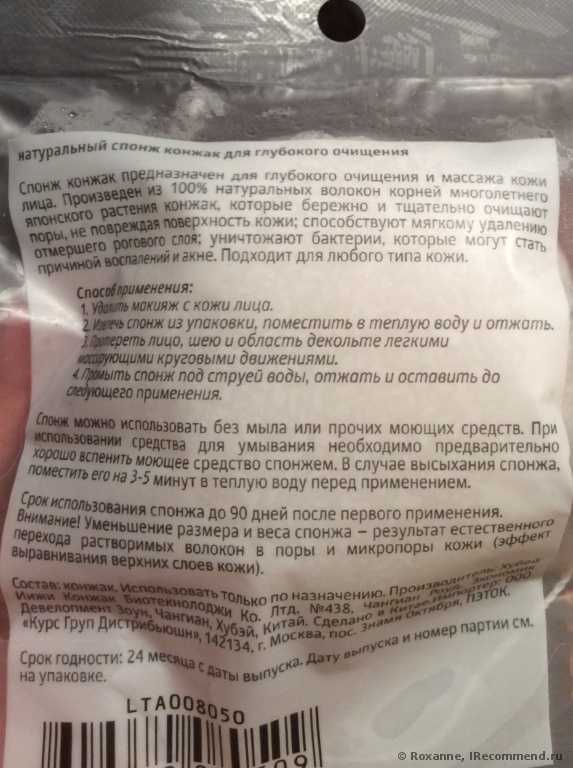 натуральный спонж конжак для глубокого очищения
Спонж конжак предназначен для глубокого очищения и массажа кожи
лица. Произведен из 100% натуральных волокон корней многолетнего
японского растения конжак, которые бережно и тщательно очищают
поры, не повреждая поверхность кожи; способствуют мягкому удалению
отмершего рогового слоя; уничтожают бактерии, которые могут стать
причиной воспалений и акне. Подходит для любого типа кожи.
Способ применения:
1. Удалить макияж с кожи лица.
2. Извлечь спонж из упаковки, поместить в теплую воду и отжать.
3. Протереть лицо, шею и область декольте легкими
массирующими круговыми движениями.
4. Промыть спонж под струей воды, отжать и оставить до
следующего применения.
Спонж можно использовать без мыла или прочих моющих средств. При
использовании средства для умывания необходимо предварительно
хорошо вспенить моющее средство спонжем. В случае высыхания спонжа,
поместить его на 3-5 минут в теплую воду перед применением.
Срок использования спонжа до 90 дней после первого применения.
Внимание! Уменьшение размера и веса спонжа – результат естественного
перехода растворимых волокон в поры и микропоры кожи (эффект
выравнивания верхних слоев кожи).
Состав: конжак. Использовать только по назначению. Производитель: Хубей
Иижи Конжак Биотекнолоджи Ко. Лтд. №438, Чангиан Роуд, Экономик
Девелопмент Зоун, Чангиан, Хубэй, Китай. Сделано в Китае.Импортер: ООО
«Курс Груп Дистрибьюшн», 142134, г. Москва, пос. Знамя Октября, ПЭТОК.
Срок годности: 24 месяца с даты выпуска. Дату выпуска и номер партии см.
на упаковке.
LTA008050
© Roxanne, IRecommend.ru